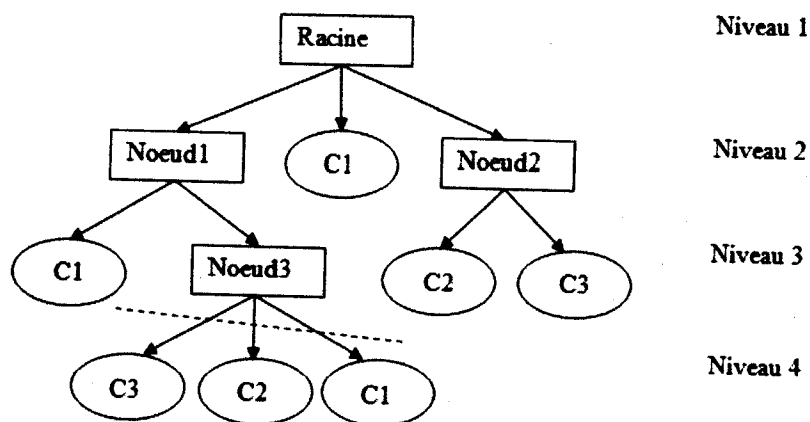 Racine
Niveau 1
Noeud1
C1
Noeud2
Niveau 2
C1
Noeud3
C2
C3
Niveau 3
C3
C2
C1
Niveau 4